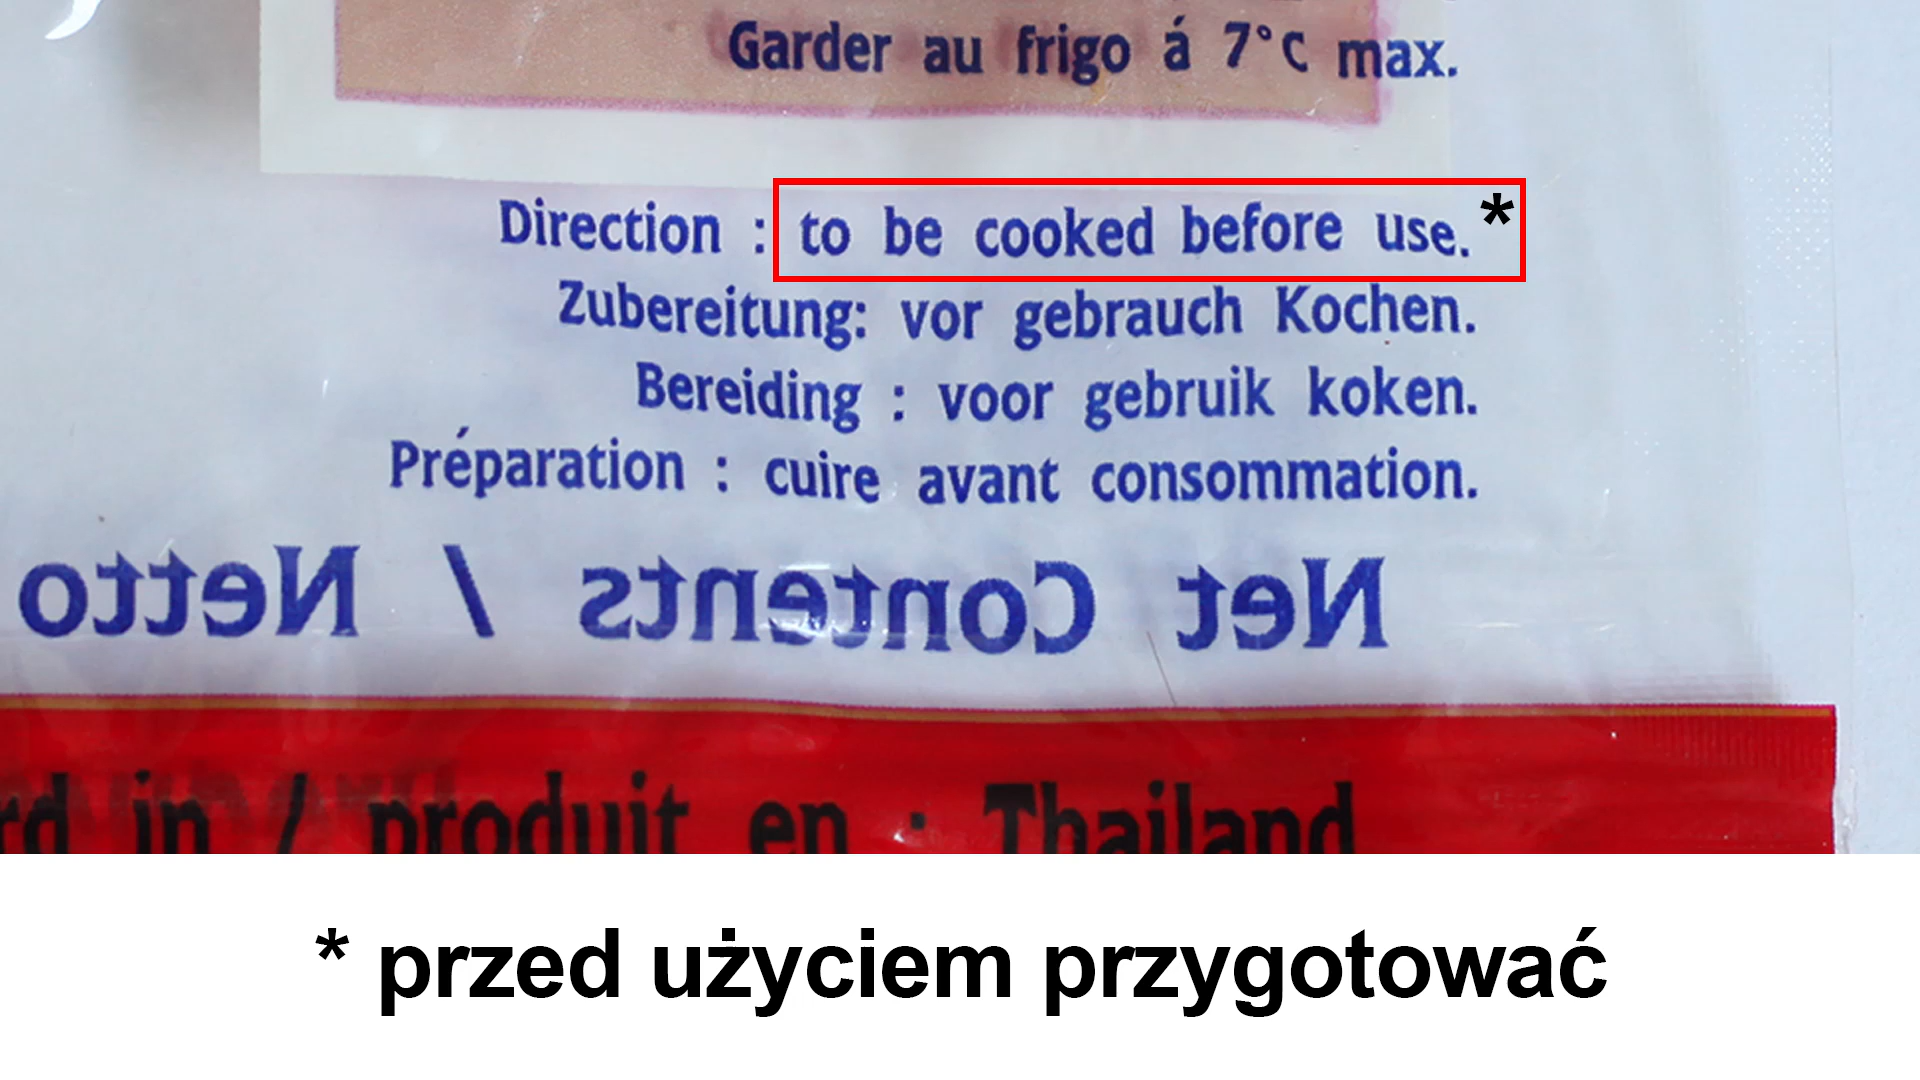 Garder au frigo á 7°C max.
Direction : to be cooked before use.*
Zubereitung: vor gebrauch Kochen.
Bereiding : voor gebruik koken.
Préparation : cuire avant consommation.
Net Contents / Netto
in / produit en : Thailand
* przed użyciem przygotować